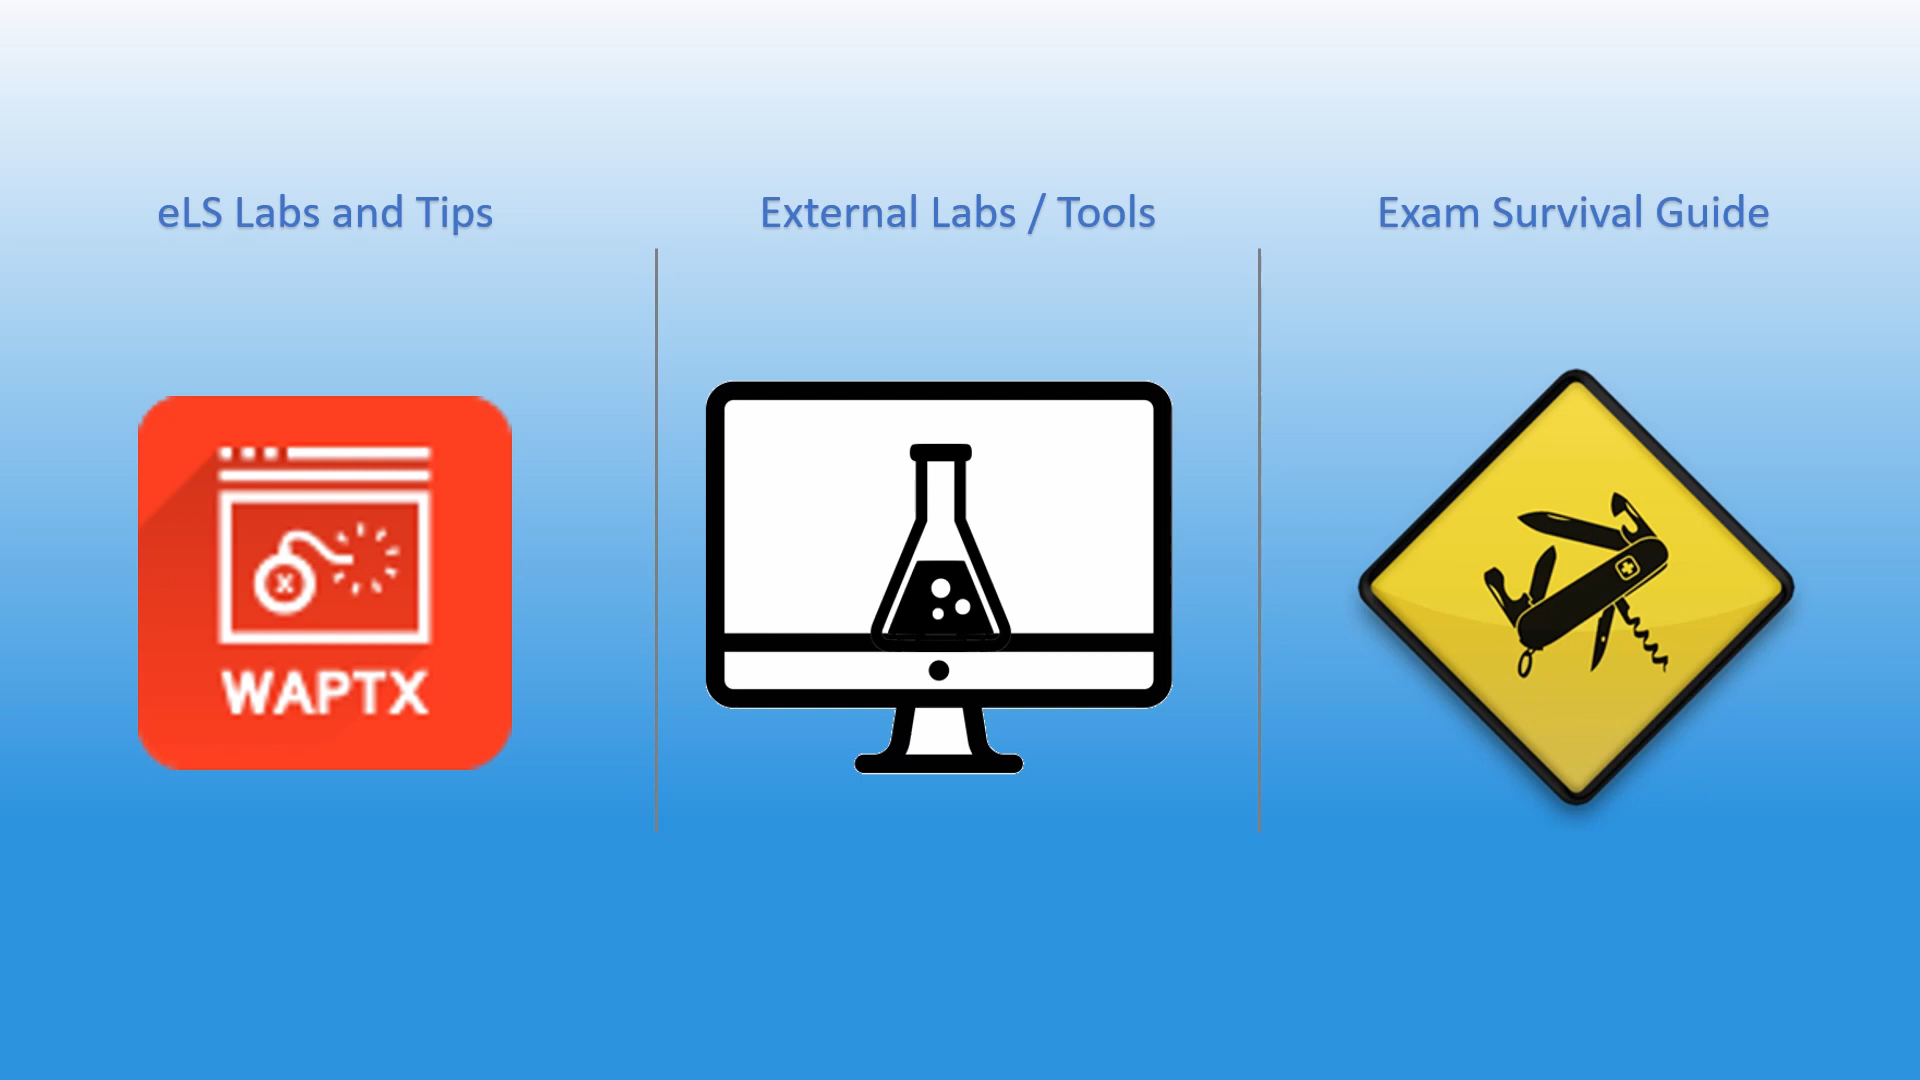 eLS Labs and Tips
External Labs / Tools
Exam Survival Guide
WAPTX